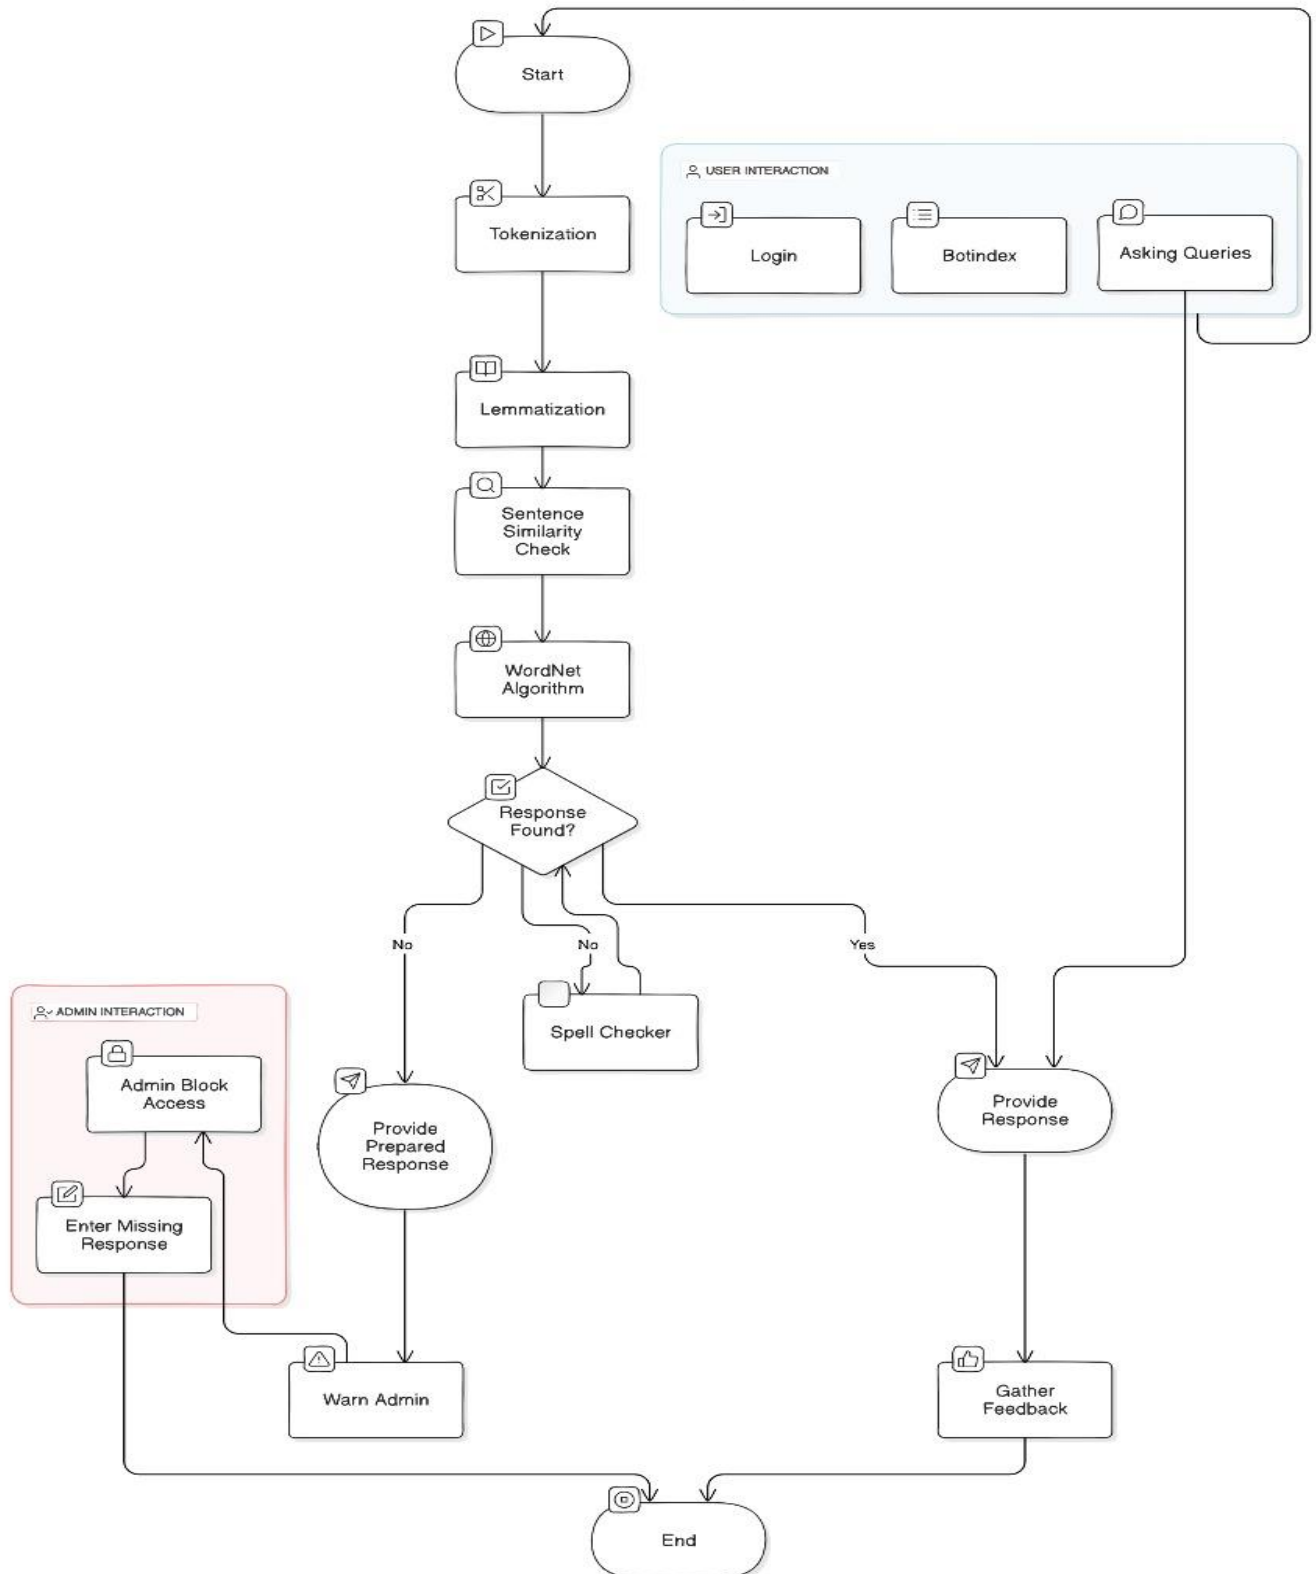 Start
USER INTERACTION
Tokenization
Login
Botindex
Asking Queries
Lemmatization
Sentence
Similarity
Check
WordNet
Algorithm
Response
Found?
No
No
Yes
ADMIN INTERACTION
Spell Checker
Admin Block
Access
Provide
Prepared
Response
Provide
Response
Enter Missing
Response
Warn Admin
Gather
Feedback
End